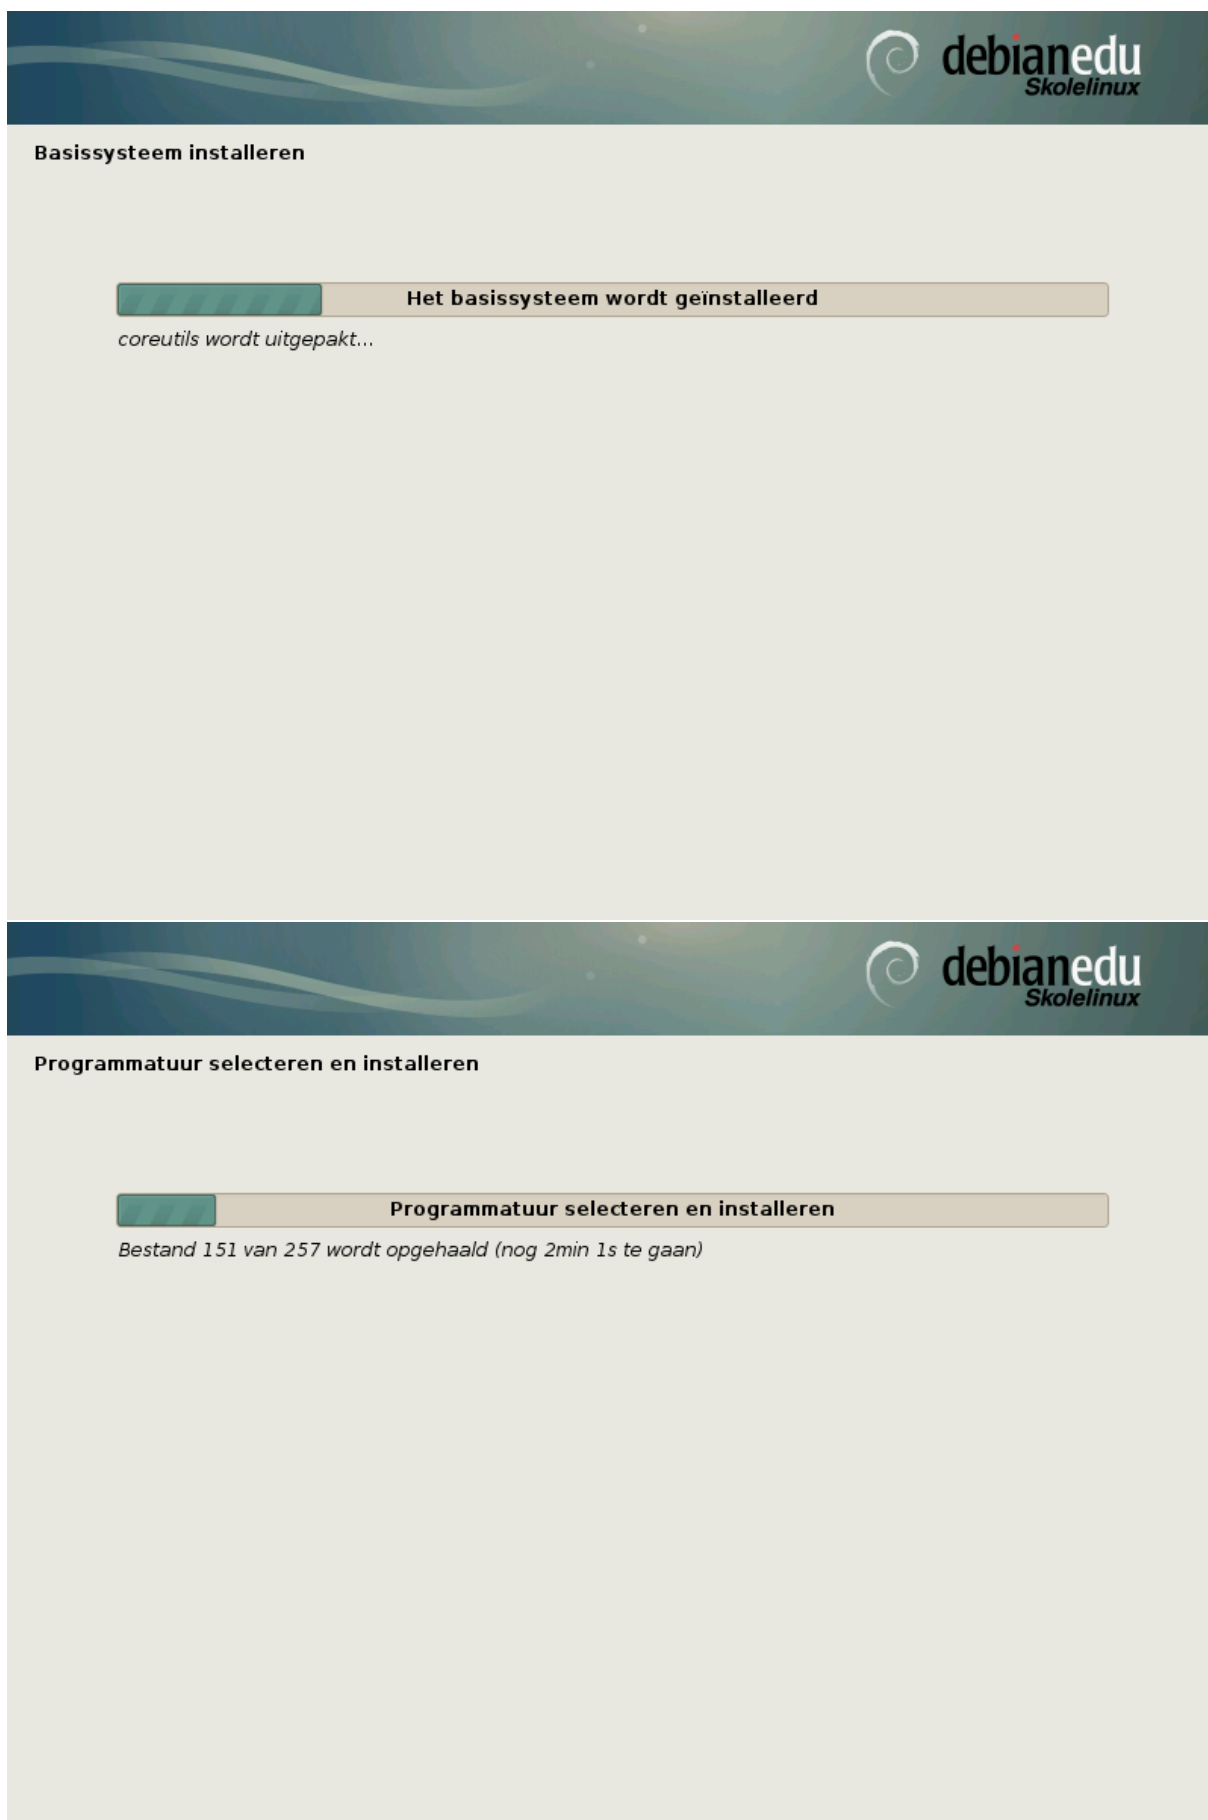 debianedu
Skolelinux
Basissysteem installeren
Het basissysteem wordt geïnstalleerd
coreutils wordt uitgepakt...
debianedu
Skolelinux
Programmatuur selecteren en installeren
Programmatuur selecteren en installeren
Bestand 151 van 257 wordt opgehaald (nog 2min 1s te gaan)